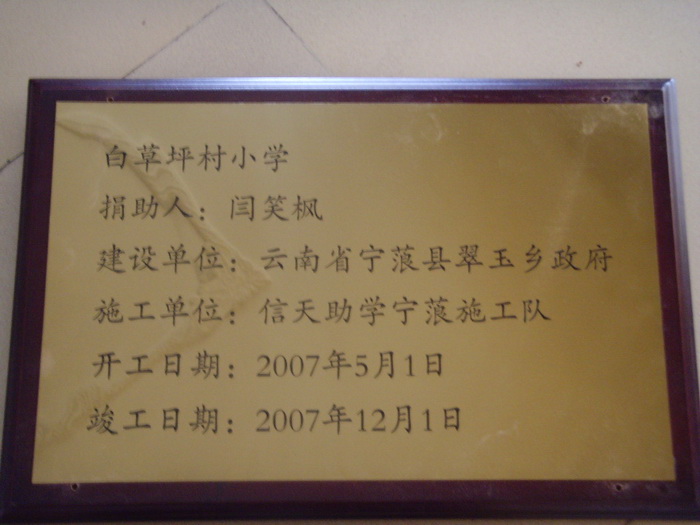 白草坪村小学
捐助人：闫笑枫
建设单位：云南省宁蒗县翠玉乡政府
施工单位：信天助学宁蒗施工队
开工日期：2007年5月1日
竣工日期：2007年12月1日